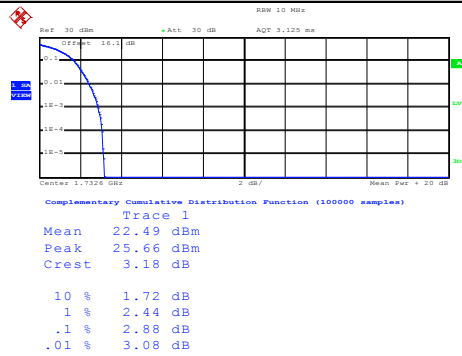 RBW 10 MHz
Ref 30 dBm Att 30 dB AQT 3.125 ms
Offset 16.1 dB
0.1
0.01
1E-3
1E-4
1E-5
1 SA
VIEW
A
LV
3D
Center 1.7326 GHz 2 dB/ Mean Pwr + 20 dB
Complementary Cumulative Distribution Function (100000 samples)
Trace 1
Mean 22.49 dBm
Peak 25.66 dBm
Crest 3.18 dB
10 % 1.72 dB
1 % 2.44 dB
.1 % 2.88 dB
.01 % 3.08 dB